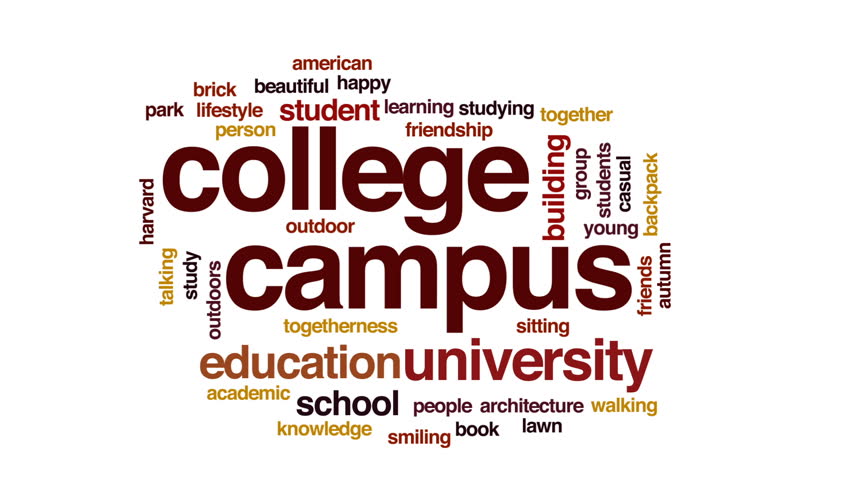 american
brick beautiful happy
park lifestyle student learning studying together
person friendship
college
building
group
students
casual
backpack
harvard
outdoor
young
campus
talking
study
outdoors
friends
autumn
togetherness sitting
education university
academic
school people architecture walking
knowledge smiling book lawn